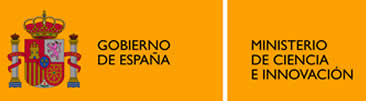 GOBIERNO
DE ESPAÑA
MINISTERIO
DE CIENCIA
E INNOVACIÓN